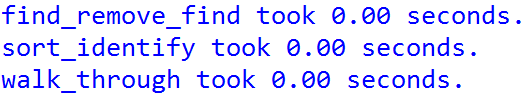 find_remove_find took 0.00 seconds.
sort_identify took 0.00 seconds.
walk_through took 0.00 seconds.